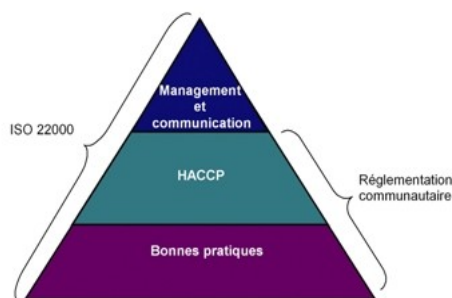 Management
et
communication
ISO 22000
HACCP
Réglementation
communautaire
Bonnes pratiques